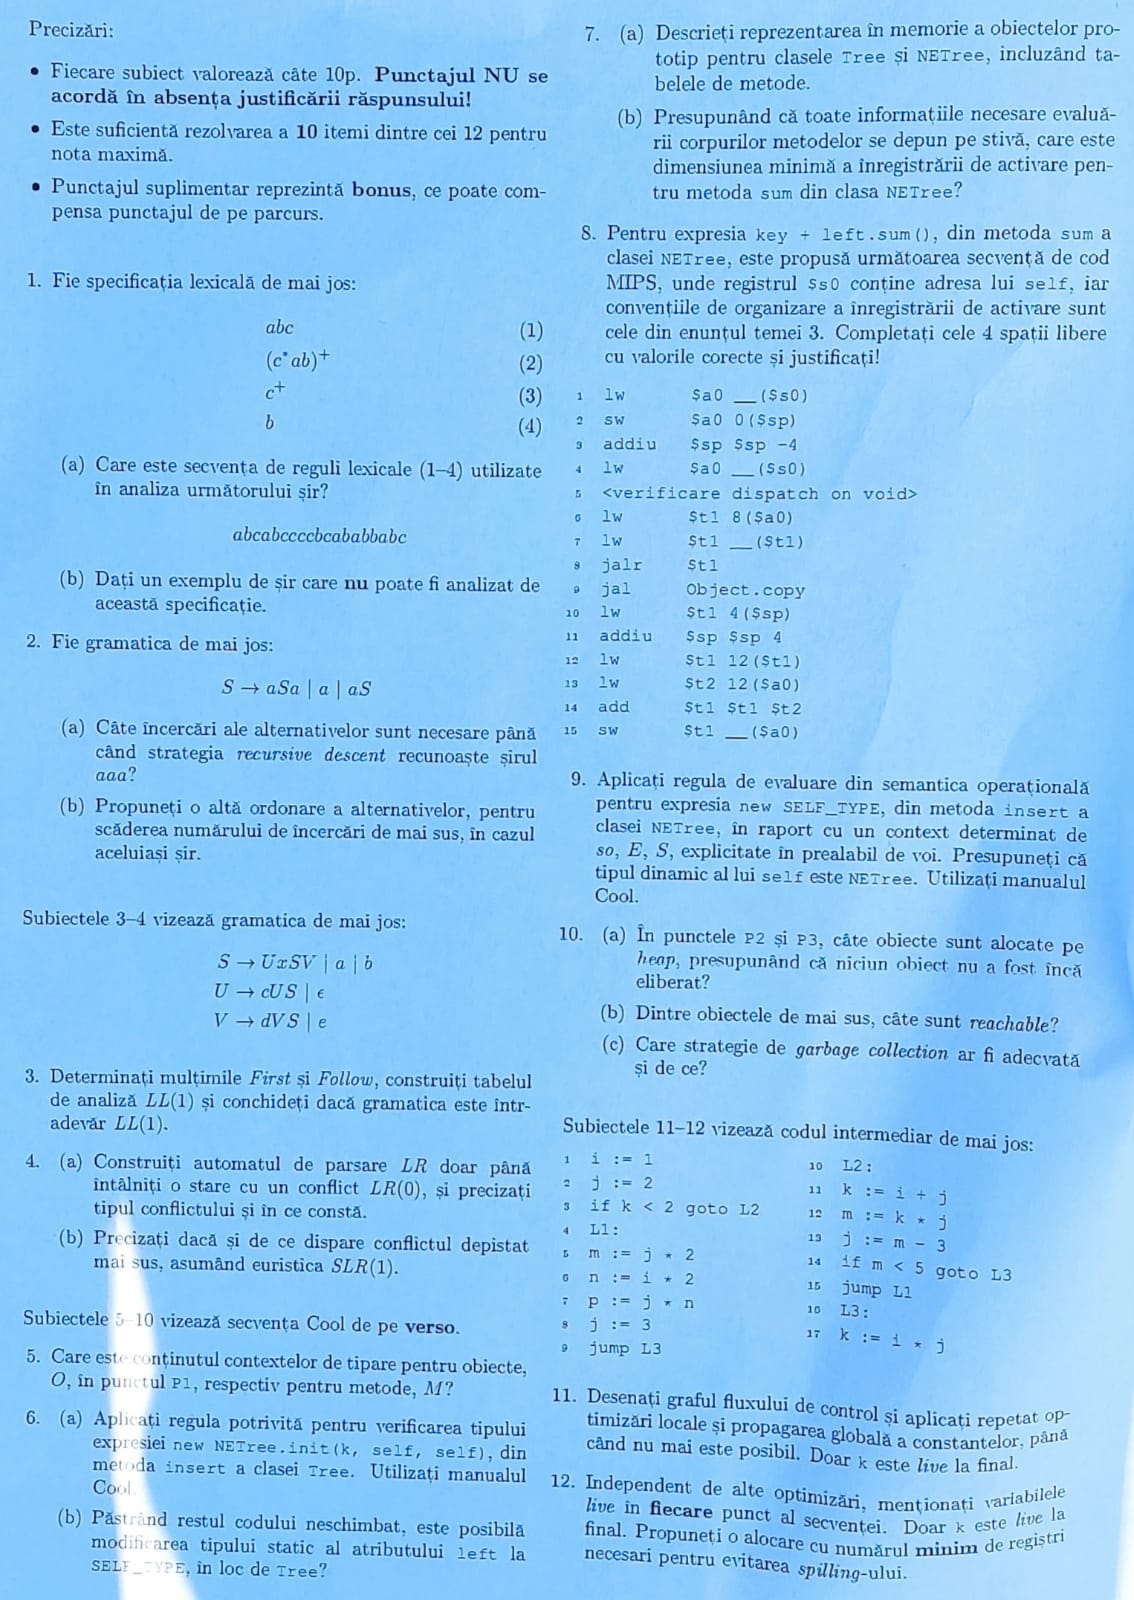 Precizări:
• Fiecare subiect valorează câte 10p. Punctajul NU se
acordă în absența justificării răspunsului!
• Este suficientă rezolvarea a 10 itemi dintre cei 12 pentru
nota maximă.
• Punctajul suplimentar reprezintă bonus, ce poate com-
pensa punctajul de pe parcurs.
1. Fie specificația lexicală de mai jos:
abc (1)
(c*ab)+ (2)
c+ (3)
b (4)
(a) Care este secvența de reguli lexicale (1–4) utilizate
în analiza următorului șir?
abcabccccbcababbabc
(b) Dați un exemplu de șir care nu poate fi analizat de
această specificație.
2. Fie gramatica de mai jos:
S → aSa | a | aS
(a) Câte încercări ale alternativelor sunt necesare până
când strategia recursive descent recunoaște șirul
aaa?
(b) Propuneți o altă ordonare a alternativelor, pentru
scăderea numărului de încercări de mai sus, în cazul
aceluiași șir.
Subiectele 3–4 vizează gramatica de mai jos:
S → UxSV | a | b
U → cUS | ϵ
V → dVS | e
3. Determinați mulțimile First și Follow, construiți tabelul
de analiză LL(1) și conchideți dacă gramatica este într-
adevăr LL(1).
4. (a) Construiți automatul de parsare LR doar până
întâlniți o stare cu un conflict LR(0), și precizați
tipul conflictului și în ce constă.
(b) Precizați dacă și de ce dispare conflictul depistat
mai sus, asumând euristica SLR(1).
Subiectele 5–10 vizează secvența Cool de pe verso.
5. Care este conținutul contextelor de tipare pentru obiecte,
O, în punctul P1, respectiv pentru metode, M?
6. (a) Aplicați regula potrivită pentru verificarea tipului
expresiei new NETree.init(k, self, self), din
metoda insert a clasei Tree. Utilizați manualul
Cool.
(b) Păstrând restul codului neschimbat, este posibilă
modificarea tipului static al atributului left la
SELF_TYPE, în loc de Tree?
7. (a) Descrieți reprezentarea în memorie a obiectelor pro-
totip pentru clasele Tree și NETree, incluzând ta-
belele de metode.
(b) Presupunând că toate informațiile necesare evaluă-
rii corpurilor metodelor se depun pe stivă, care este
dimensiunea minimă a înregistrării de activare pen-
tru metoda sum din clasa NETree?
8. Pentru expresia key + left.sum(), din metoda sum a
clasei NETree, este propusă următoarea secvență de cod
MIPS, unde registrul $s0 conține adresa lui self, iar
convențiile de organizare a înregistrării de activare sunt
cele din enunțul temei 3. Completați cele 4 spații libere
cu valorile corecte și justificați!
1 lw $a0 __($s0)
2 sw $a0 0($sp)
3 addiu $sp $sp -4
4 lw $a0 __($s0)
5 <verificare dispatch on void>
6 lw $t1 8($a0)
7 lw $t1 __($t1)
8 jalr $t1
9 jal Object.copy
10 lw $t1 4($sp)
11 addiu $sp $sp 4
12 lw $t1 12($t1)
13 lw $t2 12($a0)
14 add $t1 $t1 $t2
15 sw $t1 __($a0)
9. Aplicați regula de evaluare din semantica operațională
pentru expresia new SELF_TYPE, din metoda insert a
clasei NETree, în raport cu un context determinat de
so, E, S, explicitate în prealabil de voi. Presupuneți că
tipul dinamic al lui self este NETree. Utilizați manualul
Cool.
10. (a) În punctele P2 și P3, câte obiecte sunt alocate pe
heap, presupunând că niciun obiect nu a fost încă
eliberat?
(b) Dintre obiectele de mai sus, câte sunt reachable?
(c) Care strategie de garbage collection ar fi adecvată
și de ce?
Subiectele 11–12 vizează codul intermediar de mai jos:
1 i := 1
2 j := 2
3 if k < 2 goto L2
4 L1:
5 m := j * 2
6 n := i * 2
7 p := j * n
8 j := 3
9 jump L3
10 L2:
11 k := i + j
12 m := k * j
13 j := m - 3
14 if m < 5 goto L3
15 jump L1
16 L3:
17 k := i * j
11. Desenați graful fluxului de control și aplicați repetat op-
timizări locale și propagarea globală a constantelor, până
când nu mai este posibil. Doar k este live la final.
12. Independent de alte optimizări, menționați variabilele
live în fiecare punct al secvenței. Doar k este live la
final. Propuneți o alocare cu numărul minim de regiștri
necesari pentru evitarea spilling-ului.